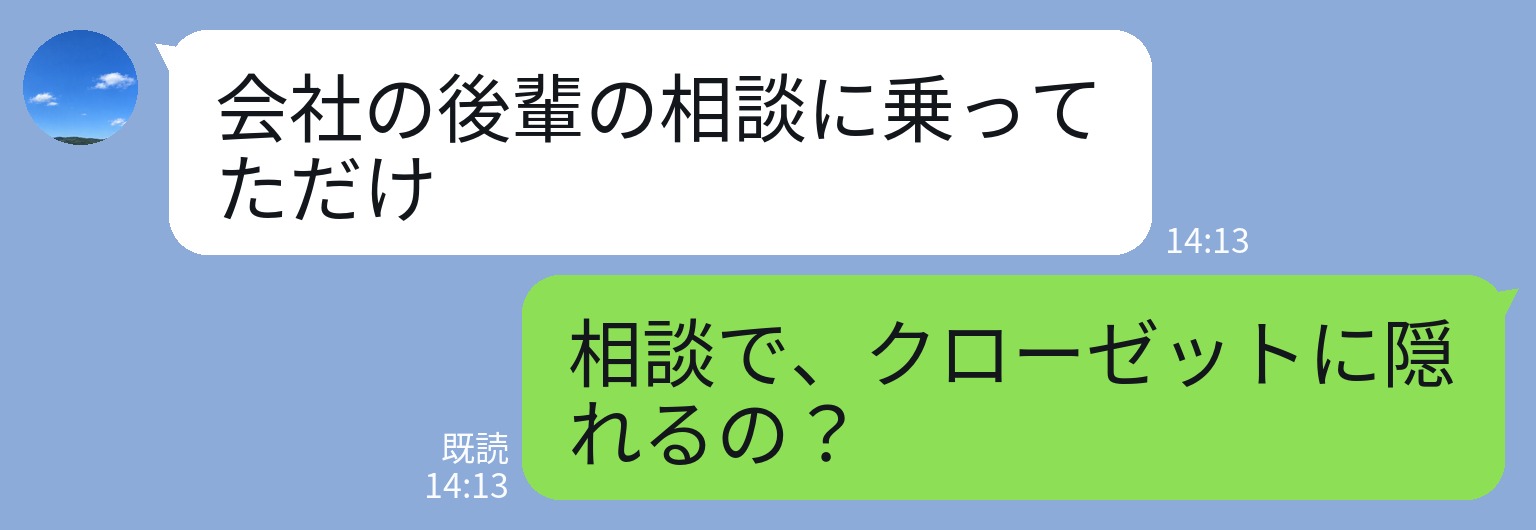 会社の後輩の相談に乗って
ただけ
14:13
相談で、クローゼットに隠
れるの？
既読
14:13